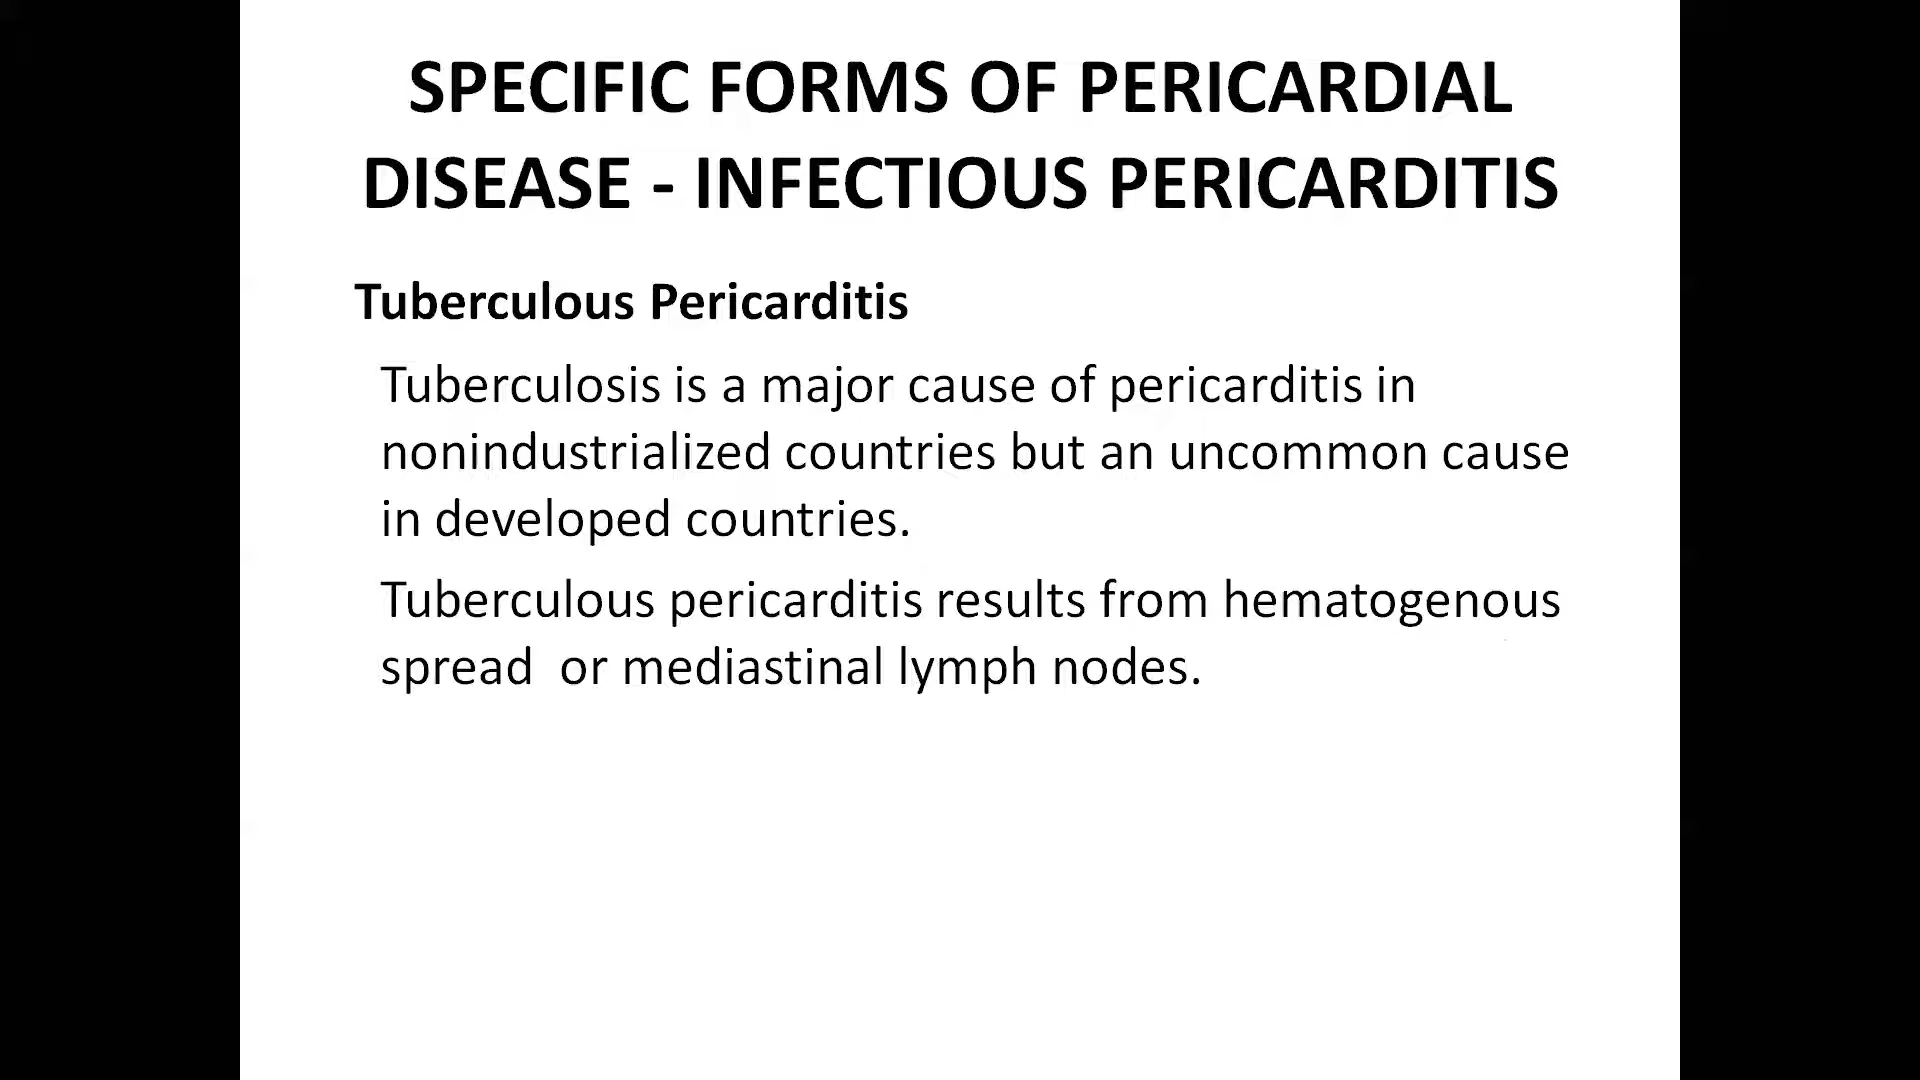 SPECIFIC FORMS OF PERICARDIAL
DISEASE - INFECTIOUS PERICARDITIS
Tuberculous Pericarditis
Tuberculosis is a major cause of pericarditis in
nonindustrialized countries but an uncommon cause
in developed countries.
Tuberculous pericarditis results from hematogenous
spread  or mediastinal lymph nodes.